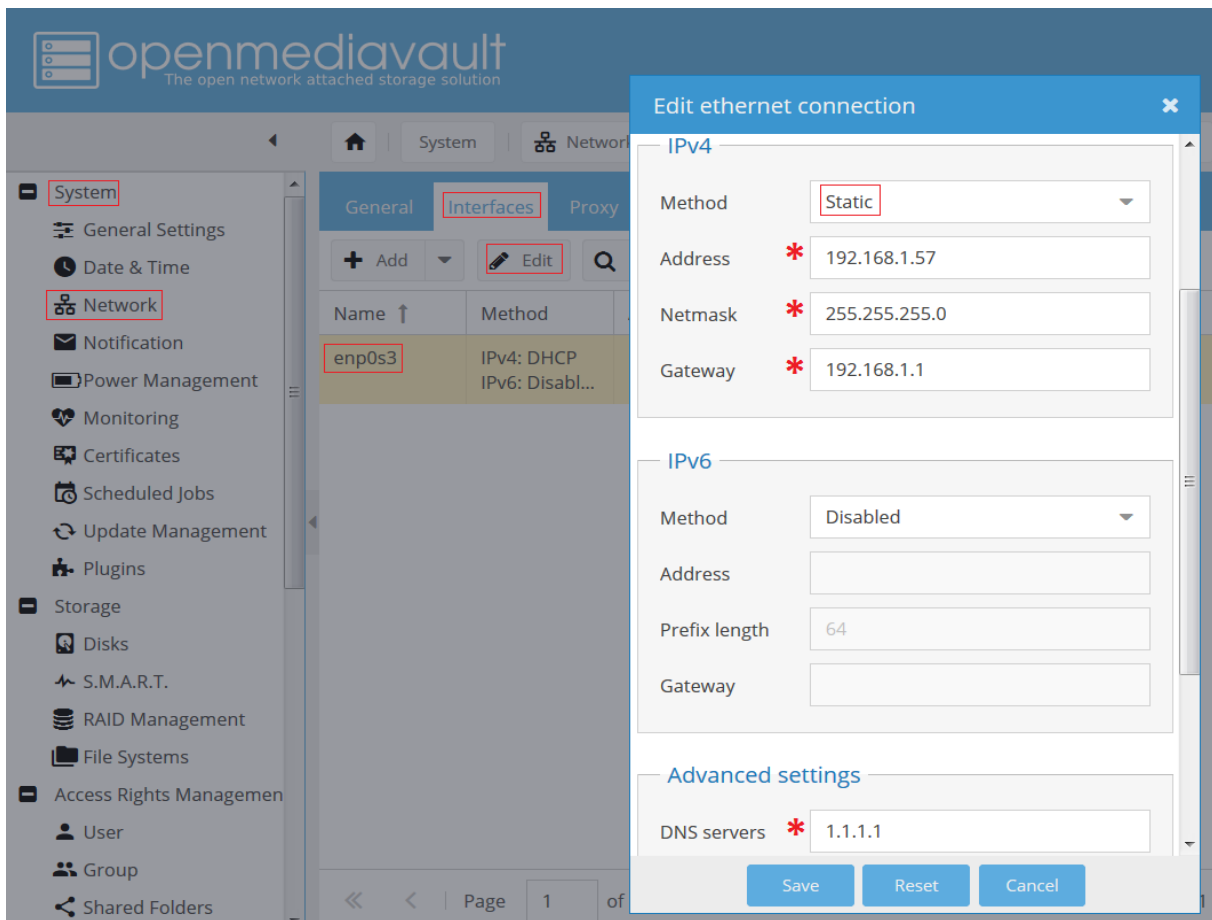 openmediavault
The open network attached storage solution
Edit ethernet connection
System
Network
System
General Settings
Date & Time
Network
Notification
Power Management
Monitoring
Certificates
Scheduled Jobs
Update Management
Plugins
Storage
Disks
S.M.A.R.T.
RAID Management
File Systems
Access Rights Managemen
User
Group
Shared Folders
General Interfaces Proxy
Add Edit
Name Method
enp0s3 IPv4: DHCP
IPv6: Disabl...
Page 1 of
IPv4
Method Static
Address * 192.168.1.57
Netmask * 255.255.255.0
Gateway * 192.168.1.1
IPv6
Method Disabled
Address
Prefix length 64
Gateway
Advanced settings
DNS servers * 1.1.1.1
Save Reset Cancel